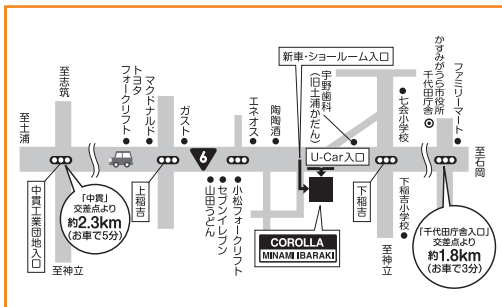 新車・ショールーム入口
至志筑
トヨタ
フォークリフト
マクドナルド
ガスト
エネオス
陶陶酒
宇野歯科
(旧土浦かだん)
七会小学校
かすみがうら市役所
千代田庁舎
ファミリーマート
至土浦
6
U-Car入口
至石岡
中貫工業団地入口
「中貫」
交差点より
約2.3km
(お車で5分)
至神立
上稲吉
山田うどん
セブンイレブン
小松フォークリフト
COROLLA
MINAMI IBARAKI
下稲吉
下稲吉小学校
至神立
「千代田庁舎入口」
交差点より
約1.8km
(お車で3分)